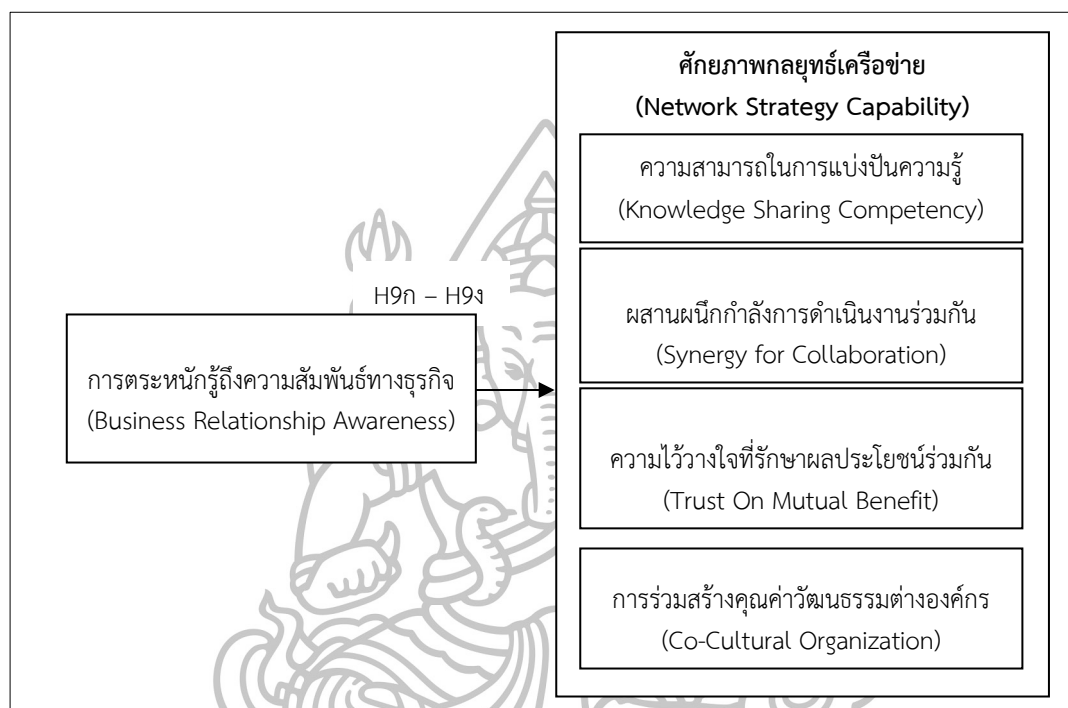 ศักยภาพกลยุทธ์เครือข่าย
(Network Strategy Capability)
ความสามารถในการแบ่งปันความรู้
(Knowledge Sharing Competency)
H9ก – H9ง
ผสานผนึกกำลังการดำเนินงานร่วมกัน
(Synergy for Collaboration)
การตระหนักรู้ถึงความสัมพันธ์ทางธุรกิจ
(Business Relationship Awareness)
ความไว้วางใจที่รักษาผลประโยชน์ร่วมกัน
(Trust On Mutual Benefit)
การร่วมสร้างคุณค่าวัฒนธรรมต่างองค์กร
(Co-Cultural Organization)